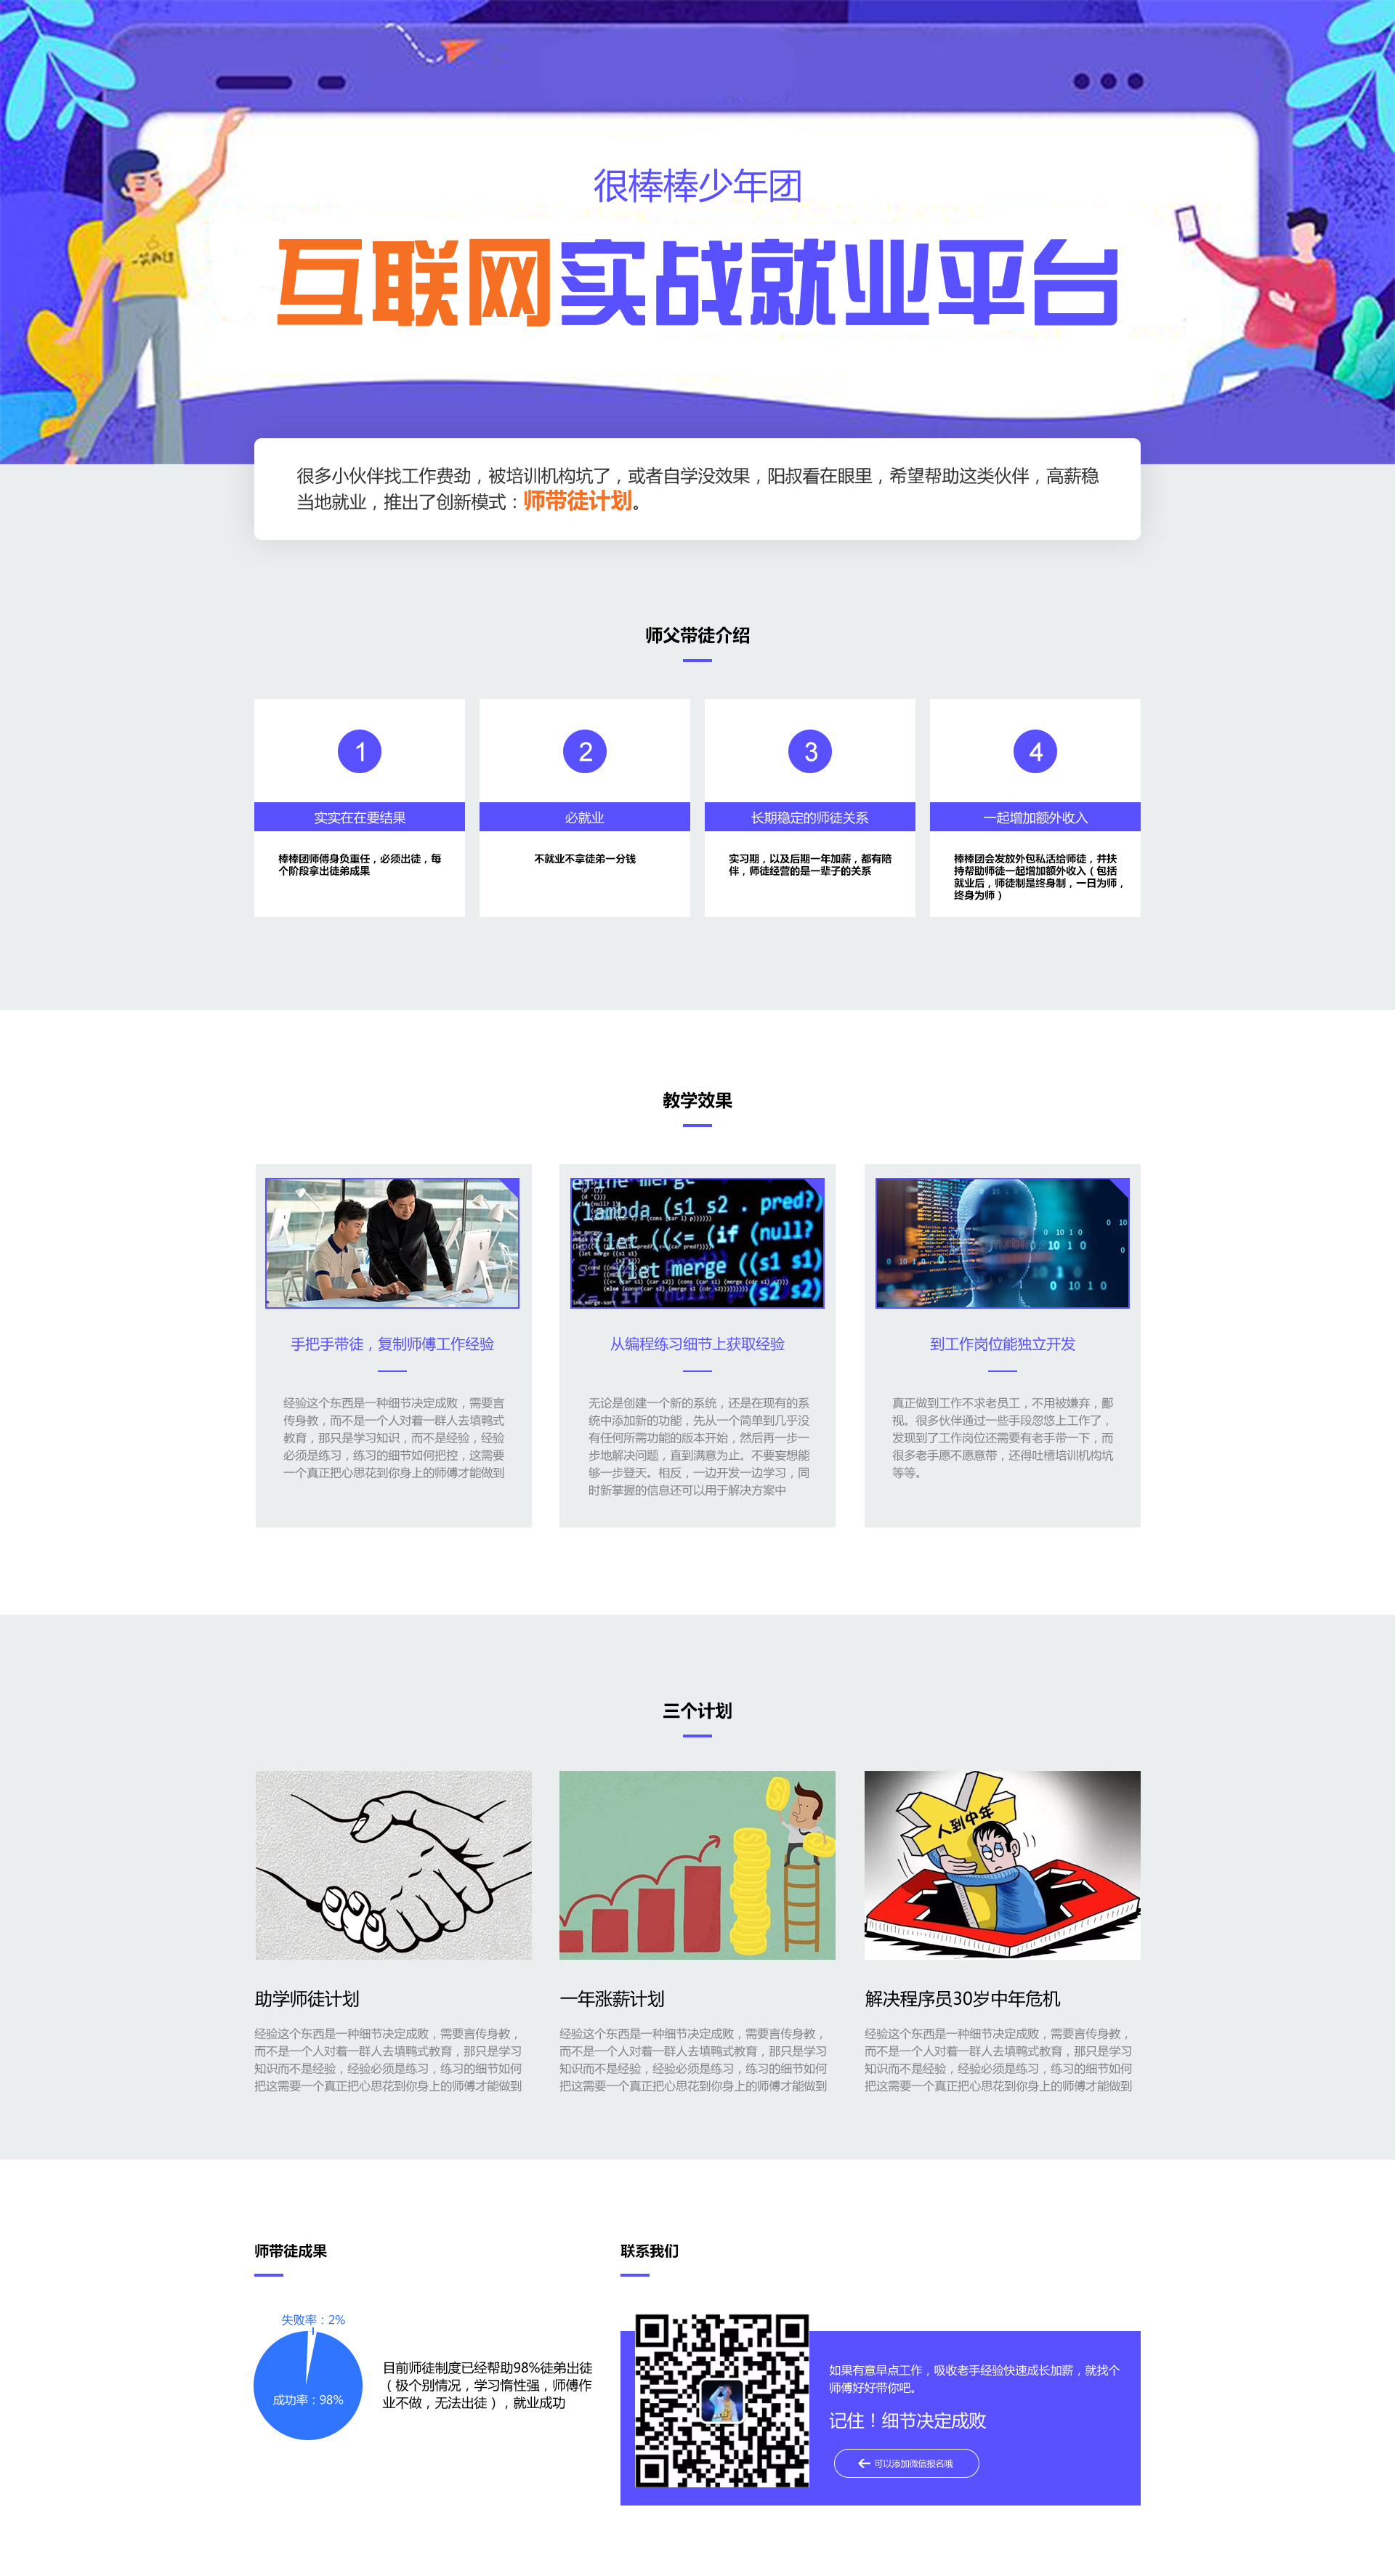 很棒棒少年团
互联网实战就业平台
很多小伙伴找工作费劲，被培训机构坑了，或者自学没效果，阳叔看在眼里，希望帮助这类伙伴，高薪稳
当地就业，推出了创新模式：师带徒计划。
师父带徒介绍
1
2
3
4
实实在在要结果
必就业
长期稳定的师徒关系
一起增加额外收入
棒棒团师傅身负重任，必须出徒，每
个阶段拿出徒弟成果
不就业不拿徒弟一分钱
实习期，以及后期一年加薪，都有陪
伴，师徒经营的是一辈子的关系
棒棒团会发放外包私活给师徒，并扶
持帮助师徒一起增加额外收入（包括
就业后，师徒制是终身制，一日为师，
终身为师）
教学效果
(lambda (s1 s2 . pred?)
(let ((<= (if (null?
(let merge ((s1 s1)
(s2 s2)
手把手带徒，复制师傅工作经验
经验这个东西是一种细节决定成败，需要言
传身教，而不是一个人对着一群人去填鸭式
教育，那只是学习知识，而不是经验，经验
必须是练习，练习的细节如何把控，这需要
一个真正把心思花到你身上的师傅才能做到
从编程练习细节上获取经验
无论是创建一个新的系统，还是在现有的系
统中添加新的功能，先从一个简单到几乎没
有任何所需功能的版本开始，然后再一步一
步地解决问题，直到满意为止。不要妄想能
够一步登天。相反，一边开发一边学习，同
时新掌握的信息还可以用于解决方案中
到工作岗位能独立开发
真正做到工作不求老员工，不用被嫌弃，鄙
视。很多伙伴通过一些手段忽悠上工作了，
发现到了工作岗位还需要有老手带一下，而
很多老手愿不愿意带，还得吐槽培训机构坑
等等。
三个计划
人到中年
助学师徒计划
经验这个东西是一种细节决定成败，需要言传身教，
而不是一个人对着一群人去填鸭式教育，那只是学习
知识而不是经验，经验必须是练习，练习的细节如何
把这需要一个真正把心思花到你身上的师傅才能做到
一年涨薪计划
经验这个东西是一种细节决定成败，需要言传身教，
而不是一个人对着一群人去填鸭式教育，那只是学习
知识而不是经验，经验必须是练习，练习的细节如何
把这需要一个真正把心思花到你身上的师傅才能做到
解决程序员30岁中年危机
经验这个东西是一种细节决定成败，需要言传身教，
而不是一个人对着一群人去填鸭式教育，那只是学习
知识而不是经验，经验必须是练习，练习的细节如何
把这需要一个真正把心思花到你身上的师傅才能做到
师带徒成果
失败率：2%
成功率：98%
目前师徒制度已经帮助98%徒弟出徒
（极个别情况，学习惰性强，师傅作
业不做，无法出徒），就业成功
联系我们
如果有意早点工作，吸收老手经验快速成长加薪，就找个
师傅好好带你吧。
记住！细节决定成败
可以添加微信报名哦